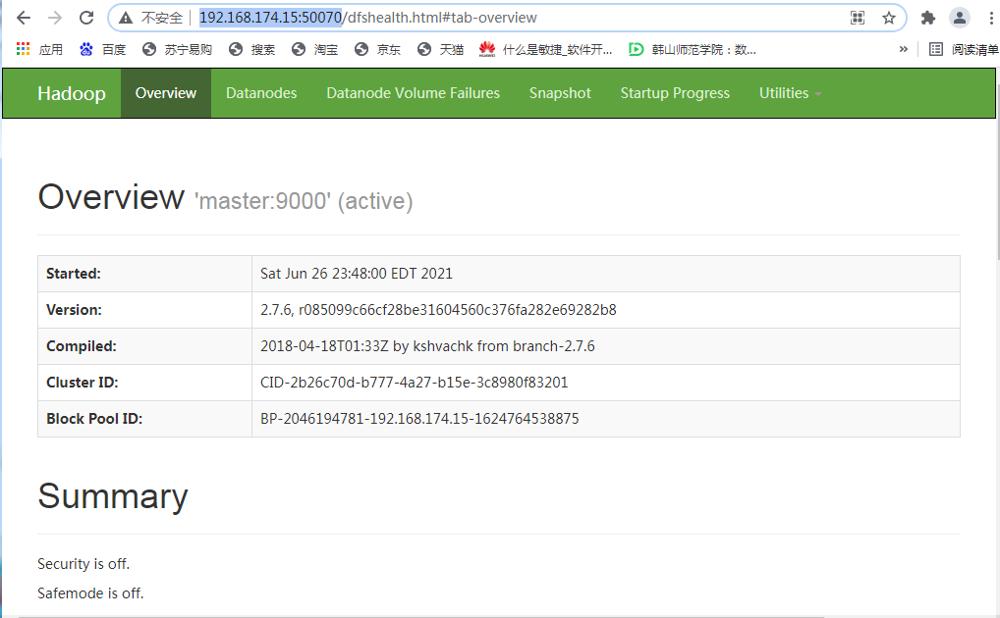 不安全 192.168.174.15:50070/dfshealth.html#tab-overview
应用 百度 苏宁易购 搜索 淘宝 京东 天猫 什么是敏捷_软件开... 韩山师范学院：数... » 阅读清单
Hadoop Overview Datanodes Datanode Volume Failures Snapshot Startup Progress Utilities
Overview 'master:9000' (active)
Started: Sat Jun 26 23:48:00 EDT 2021
Version: 2.7.6, r085099c66cf28be31604560c376fa282e69282b8
Compiled: 2018-04-18T01:33Z by kshvachk from branch-2.7.6
Cluster ID: CID-2b26c70d-b777-4a27-b15e-3c8980f83201
Block Pool ID: BP-2046194781-192.168.174.15-1624764538875
Summary
Security is off.
Safemode is off.